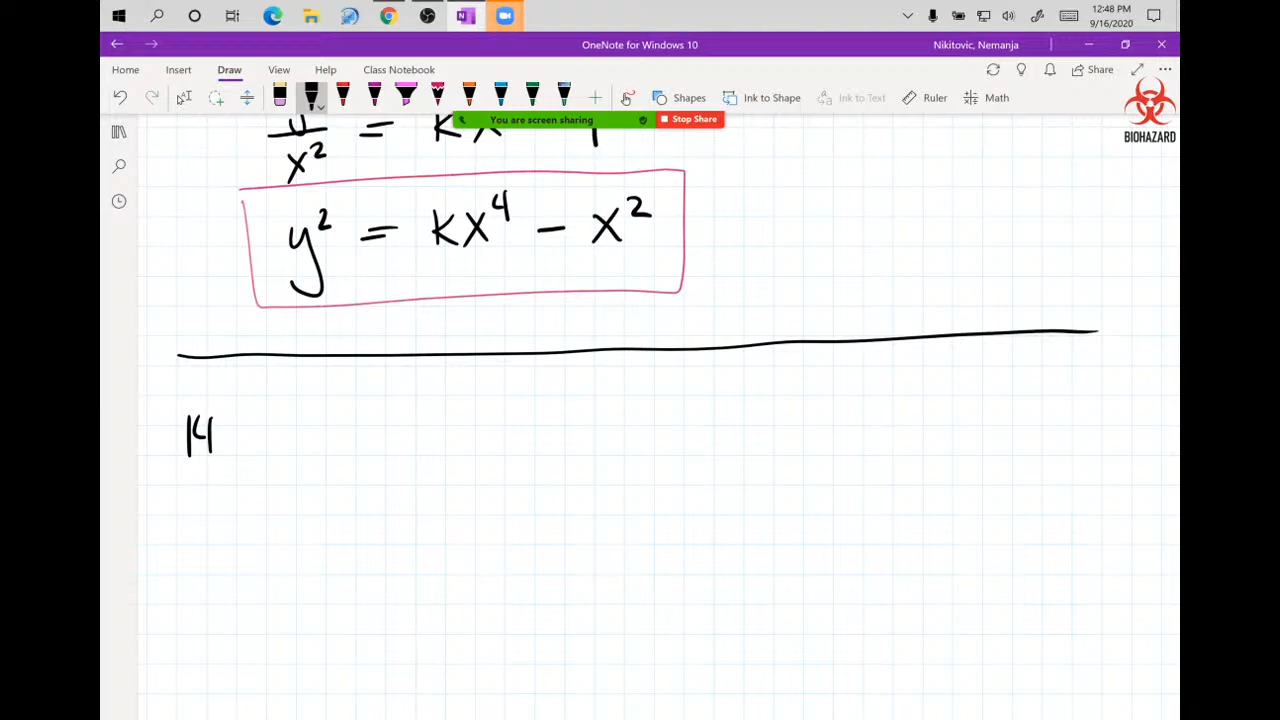 12:48 PM
9/16/2020
OneNote for Windows 10
Nikitovic, Nemanja
Home Insert Draw View Help Class Notebook
Share
Shapes
Ink to Shape
Ink to Text
Ruler
Math
You are screen sharing
Stop Share
BIOHAZARD
x² = kx
y² = kx⁴ − x²
14